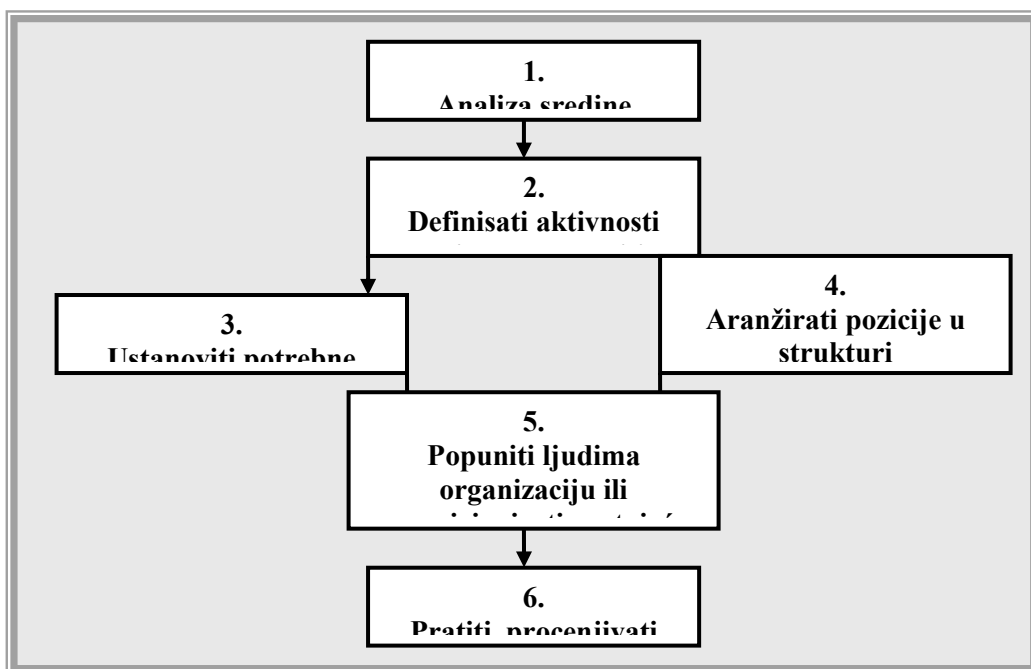 1.
Analiza sredine
2.
Definisati aktivnosti
3.
Ustanoviti potrebne
4.
Aranžirati pozicije u
strukturi
5.
Popuniti ljudima
organizaciju ili
6.
Pratiti, procenjivati,